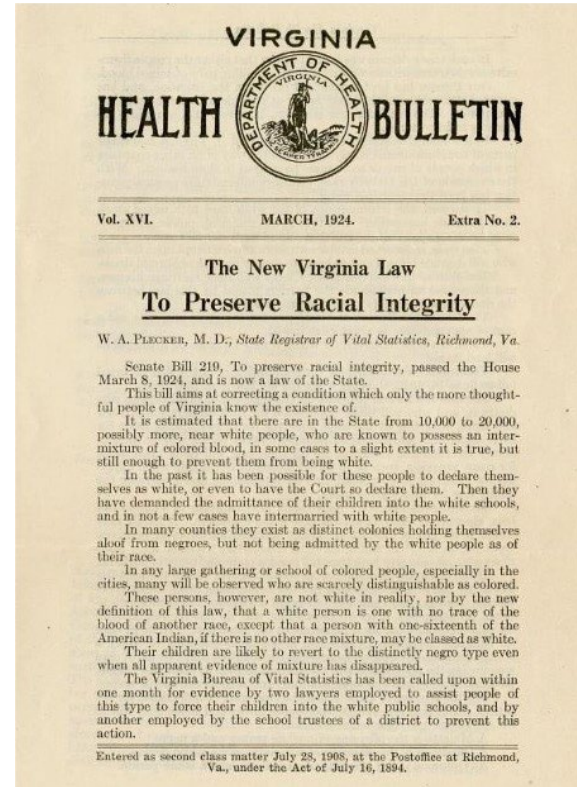 VIRGINIA
HEALTH BULLETIN
DEPARTMENT OF HEALTH
VIRGINIA
SIC SEMPER TYRANNIS
Vol. XVI. MARCH, 1924. Extra No. 2.
The New Virginia Law
To Preserve Racial Integrity
W. A. PLECKER, M. D., State Registrar of Vital Statistics, Richmond, Va.
Senate Bill 219, To preserve racial integrity, passed the House
March 8, 1924, and is now a law of the State.
This bill aims at correcting a condition which only the more thought-
ful people of Virginia know the existence of.
It is estimated that there are in the State from 10,000 to 20,000,
possibly more, near white people, who are known to possess an inter-
mixture of colored blood, in some cases to a slight extent it is true, but
still enough to prevent them from being white.
In the past it has been possible for these people to declare them-
selves as white, or even to have the Court so declare them. Then they
have demanded the admittance of their children into the white schools,
and in not a few cases have intermarried with white people.
In many counties they exist as distinct colonies holding themselves
aloof from negroes, but not being admitted by the white people as of
their race.
In any large gathering or school of colored people, especially in the
cities, many will be observed who are scarcely distinguishable as colored.
These persons, however, are not white in reality, nor by the new
definition of this law, that a white person is one with no trace of the
blood of another race, except that a person with one-sixteenth of the
American Indian, if there is no other race mixture, may be classed as white.
Their children are likely to revert to the distinctly negro type even
when all apparent evidence of mixture has disappeared.
The Virginia Bureau of Vital Statistics has been called upon within
one month for evidence by two lawyers employed to assist people of
this type to force their children into the white public schools, and by
another employed by the school trustees of a district to prevent this
action.
Entered as second class matter July 28, 1908, at the Postoffice at Richmond,
Va., under the Act of July 16, 1894.